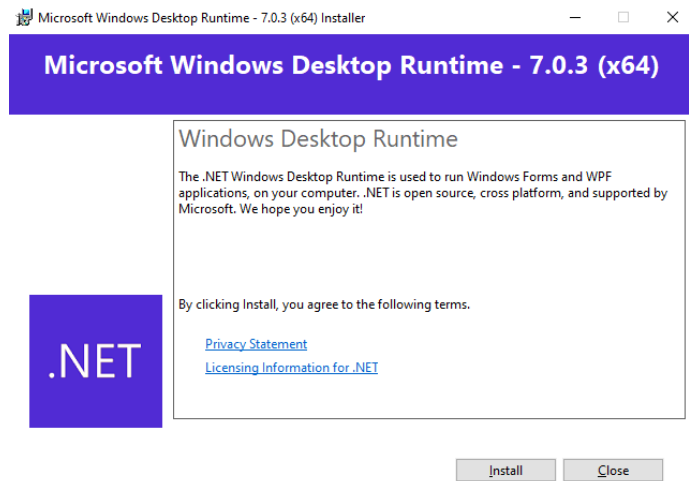 Microsoft Windows Desktop Runtime - 7.0.3 (x64) Installer
Microsoft Windows Desktop Runtime - 7.0.3 (x64)
Windows Desktop Runtime
The .NET Windows Desktop Runtime is used to run Windows Forms and WPF
applications, on your computer. .NET is open source, cross platform, and supported by
Microsoft. We hope you enjoy it!
By clicking Install, you agree to the following terms.
Privacy Statement
Licensing Information for .NET
.NET
Install
Close